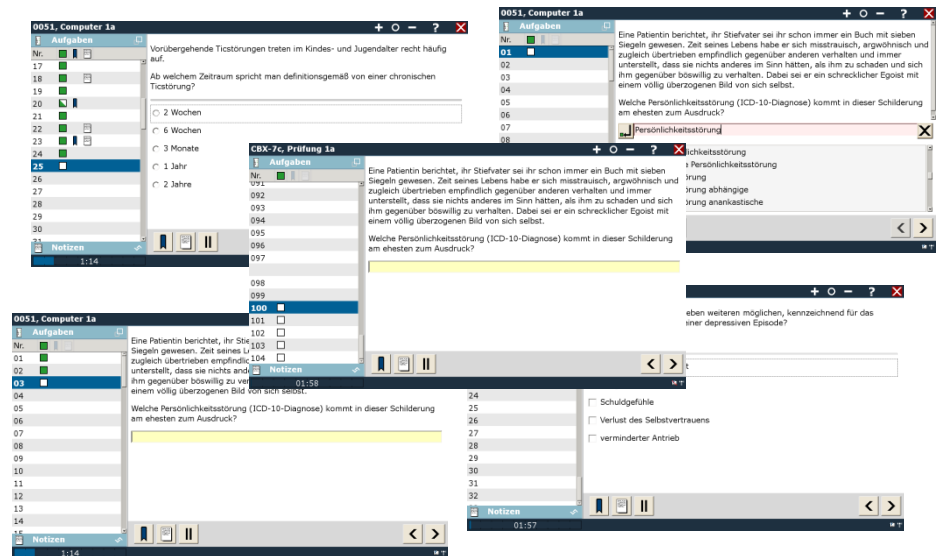 0051, Computer 1a
Aufgaben
Nr.
17
18
19
20
21
22
23
24
25
26
27
28
29
30
Notizen
1:14
Vorübergehende Ticstörungen treten im Kindes- und Jugendalter recht häufig
auf.
Ab welchem Zeitraum spricht man definitionsgemäß von einer chronischen
Ticstörung?
2 Wochen
6 Wochen
3 Monate
1 Jahr
2 Jahre
0051, Computer 1a
Aufgaben
Nr.
01
02
03
04
05
06
07
08
Eine Patientin berichtet, ihr Stiefvater sei ihr schon immer ein Buch mit sieben
Siegeln gewesen. Zeit seines Lebens habe er sich misstrauisch, argwöhnisch und
zugleich übertrieben empfindlich gegenüber anderen verhalten und immer
unterstellt, dass sie nichts anderes im Sinn hätten, als ihm zu schaden und sich
ihm gegenüber böswillig zu verhalten. Dabei sei er ein schrecklicher Egoist mit
einem völlig überzogenen Bild von sich selbst.
Welche Persönlichkeitsstörung (ICD-10-Diagnose) kommt in dieser Schilderung
am ehesten zum Ausdruck?
Persönlichkeitsstörung
lichkeitsstörung
Persönlichkeitsstörung
örung
örung abhängige
örung anankastische
CBX-7c, Prüfung 1a
Aufgaben
Nr.
091
092
093
094
095
096
097
098
099
100
101
102
103
104
Notizen
01:58
Eine Patientin berichtet, ihr Stiefvater sei ihr schon immer ein Buch mit sieben
Siegeln gewesen. Zeit seines Lebens habe er sich misstrauisch, argwöhnisch und
zugleich übertrieben empfindlich gegenüber anderen verhalten und immer
unterstellt, dass sie nichts anderes im Sinn hätten, als ihm zu schaden und sich
ihm gegenüber böswillig zu verhalten. Dabei sei er ein schrecklicher Egoist mit
einem völlig überzogenen Bild von sich selbst.
Welche Persönlichkeitsstörung (ICD-10-Diagnose) kommt in dieser Schilderung
am ehesten zum Ausdruck?
0051, Computer 1a
Aufgaben
Nr.
01
02
03
04
05
06
07
08
09
10
11
12
13
14
Notizen
1:14
Eine Patientin berichtet, ihr Stie
Siegeln gewesen. Zeit seines L
zugleich übertrieben empfindlic
unterstellt, dass sie nichts ande
ihm gegenüber böswillig zu ver
einem völlig überzogenen Bild von sich selbst.
Welche Persönlichkeitsstörung (ICD-10-Diagnose) kommt in dieser Schilderung
am ehesten zum Ausdruck?
eben weiteren möglichen, kennzeichnend für das
einer depressiven Episode?
t
Schuldgefühle
Verlust des Selbstvertrauens
verminderter Antrieb
24
25
26
27
28
29
30
31
32
Notizen
01:57